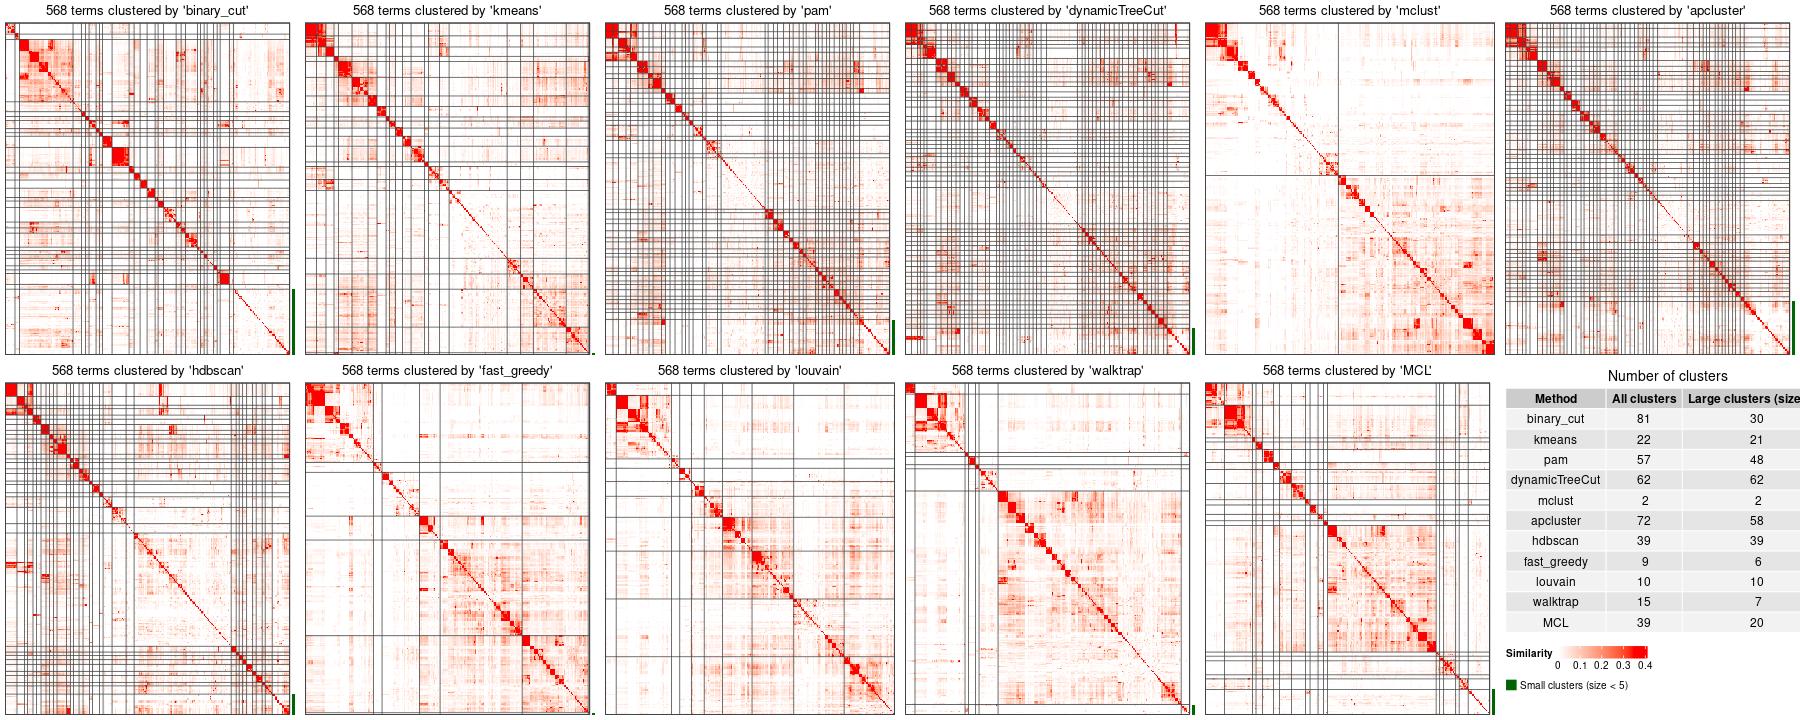 568 terms clustered by 'binary_cut'
568 terms clustered by 'kmeans'
568 terms clustered by 'pam'
568 terms clustered by 'dynamicTreeCut'
568 terms clustered by 'mclust'
568 terms clustered by 'apcluster'
568 terms clustered by 'hdbscan'
568 terms clustered by 'fast_greedy'
568 terms clustered by 'louvain'
568 terms clustered by 'walktrap'
568 terms clustered by 'MCL'
Number of clusters
Method All clusters Large clusters (size
binary_cut 81 30
kmeans 22 21
pam 57 48
dynamicTreeCut 62 62
mclust 2 2
apcluster 72 58
hdbscan 39 39
fast_greedy 9 6
louvain 10 10
walktrap 15 7
MCL 39 20
Similarity
0 0.1 0.2 0.3 0.4
Small clusters (size < 5)